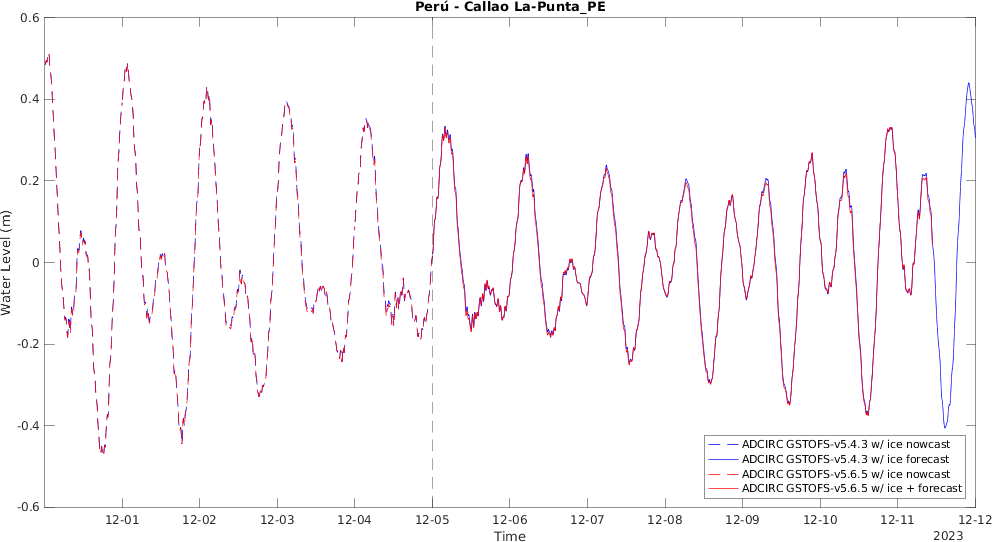 Perú - Callao La-Punta_PE
Water Level (m)
0.6
0.4
0.2
0
-0.2
-0.4
-0.6
ADCIRC GSTOFS-v5.4.3 w/ ice nowcast
ADCIRC GSTOFS-v5.4.3 w/ ice forecast
ADCIRC GSTOFS-v5.6.5 w/ ice nowcast
ADCIRC GSTOFS-v5.6.5 w/ ice + forecast
12-01 12-02 12-03 12-04 12-05 12-06 12-07 12-08 12-09 12-10 12-11 12-12
Time
2023